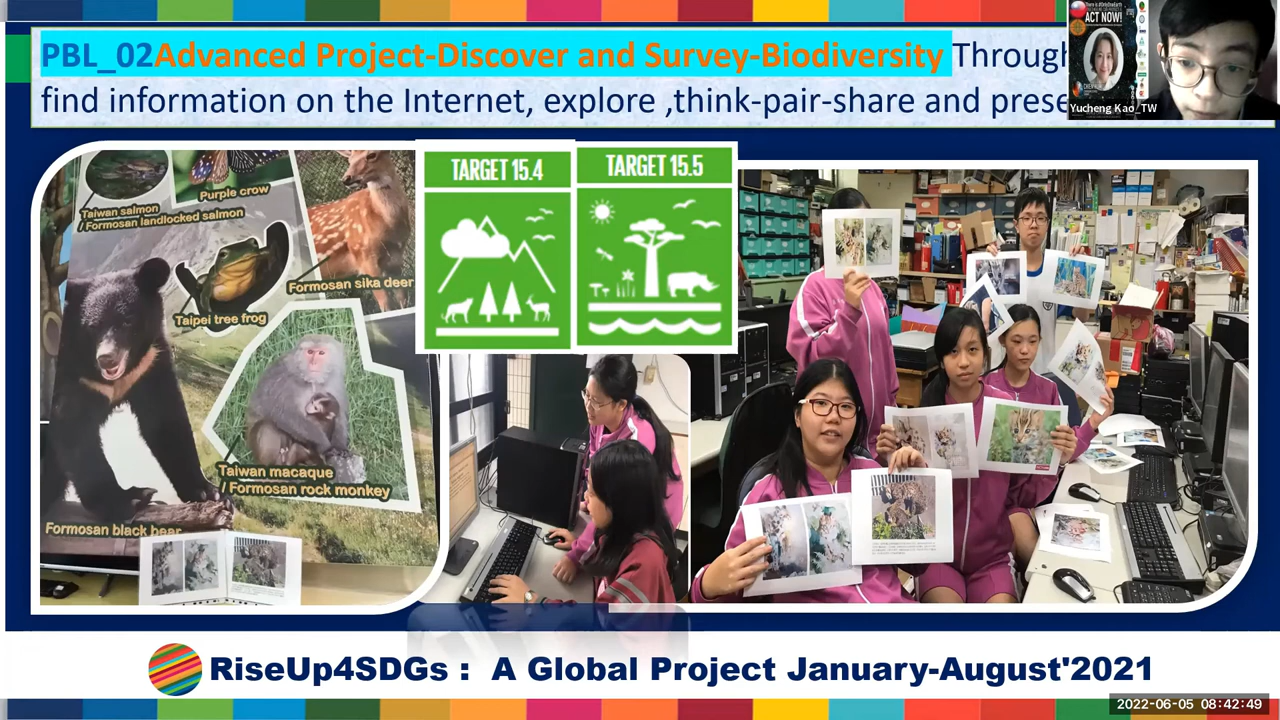 PBL_02Advanced Project-Discover and Survey-Biodiversity Through
find information on the Internet, explore ,think-pair-share and prese
ACT NOW!
Yucheng Kao_TW
TARGET 15.4
TARGET 15.5
Purple crow
Taiwan salmon
/ Formosan landlocked salmon
Formosan sika deer
Taipei tree frog
Taiwan macaque
/ Formosan rock monkey
Formosan black bear
RiseUp4SDGs : A Global Project January-August'2021
2022-06-05 08:42:49